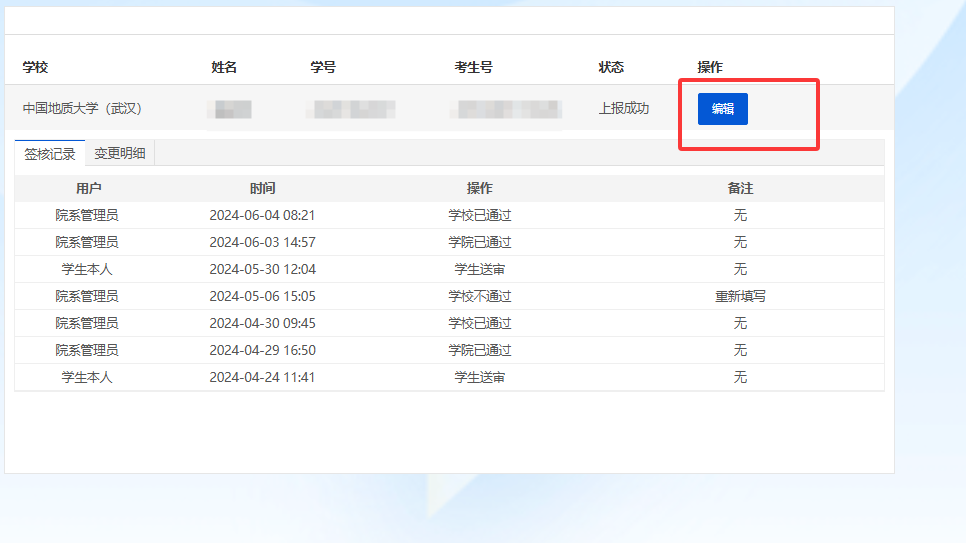 学校 姓名 学号 考生号 状态 操作
中国地质大学（武汉） 上报成功 编辑
签核记录 变更明细
用户 时间 操作 备注
院系管理员 2024-06-04 08:21 学校已通过 无
院系管理员 2024-06-03 14:57 学院已通过 无
学生本人 2024-05-30 12:04 学生送审 无
院系管理员 2024-05-06 15:05 学校不通过 重新填写
院系管理员 2024-04-30 09:45 学校已通过 无
院系管理员 2024-04-29 16:50 学院已通过 无
学生本人 2024-04-24 11:41 学生送审 无